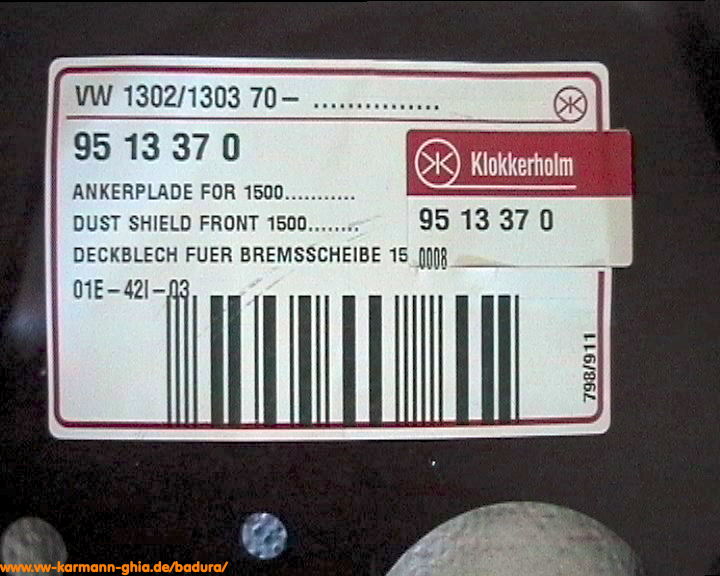 VW 1302/1303 70– ...............
95 13 37 0
Klokkerholm
95 13 37 0
ANKERPLADE FOR 1500...........
DUST SHIELD FRONT 1500........
DECKBLECH FUER BREMSSCHEIBE 15
0008
01E–42I–03
798/911
www.vw-karmann-ghia.de/badura/